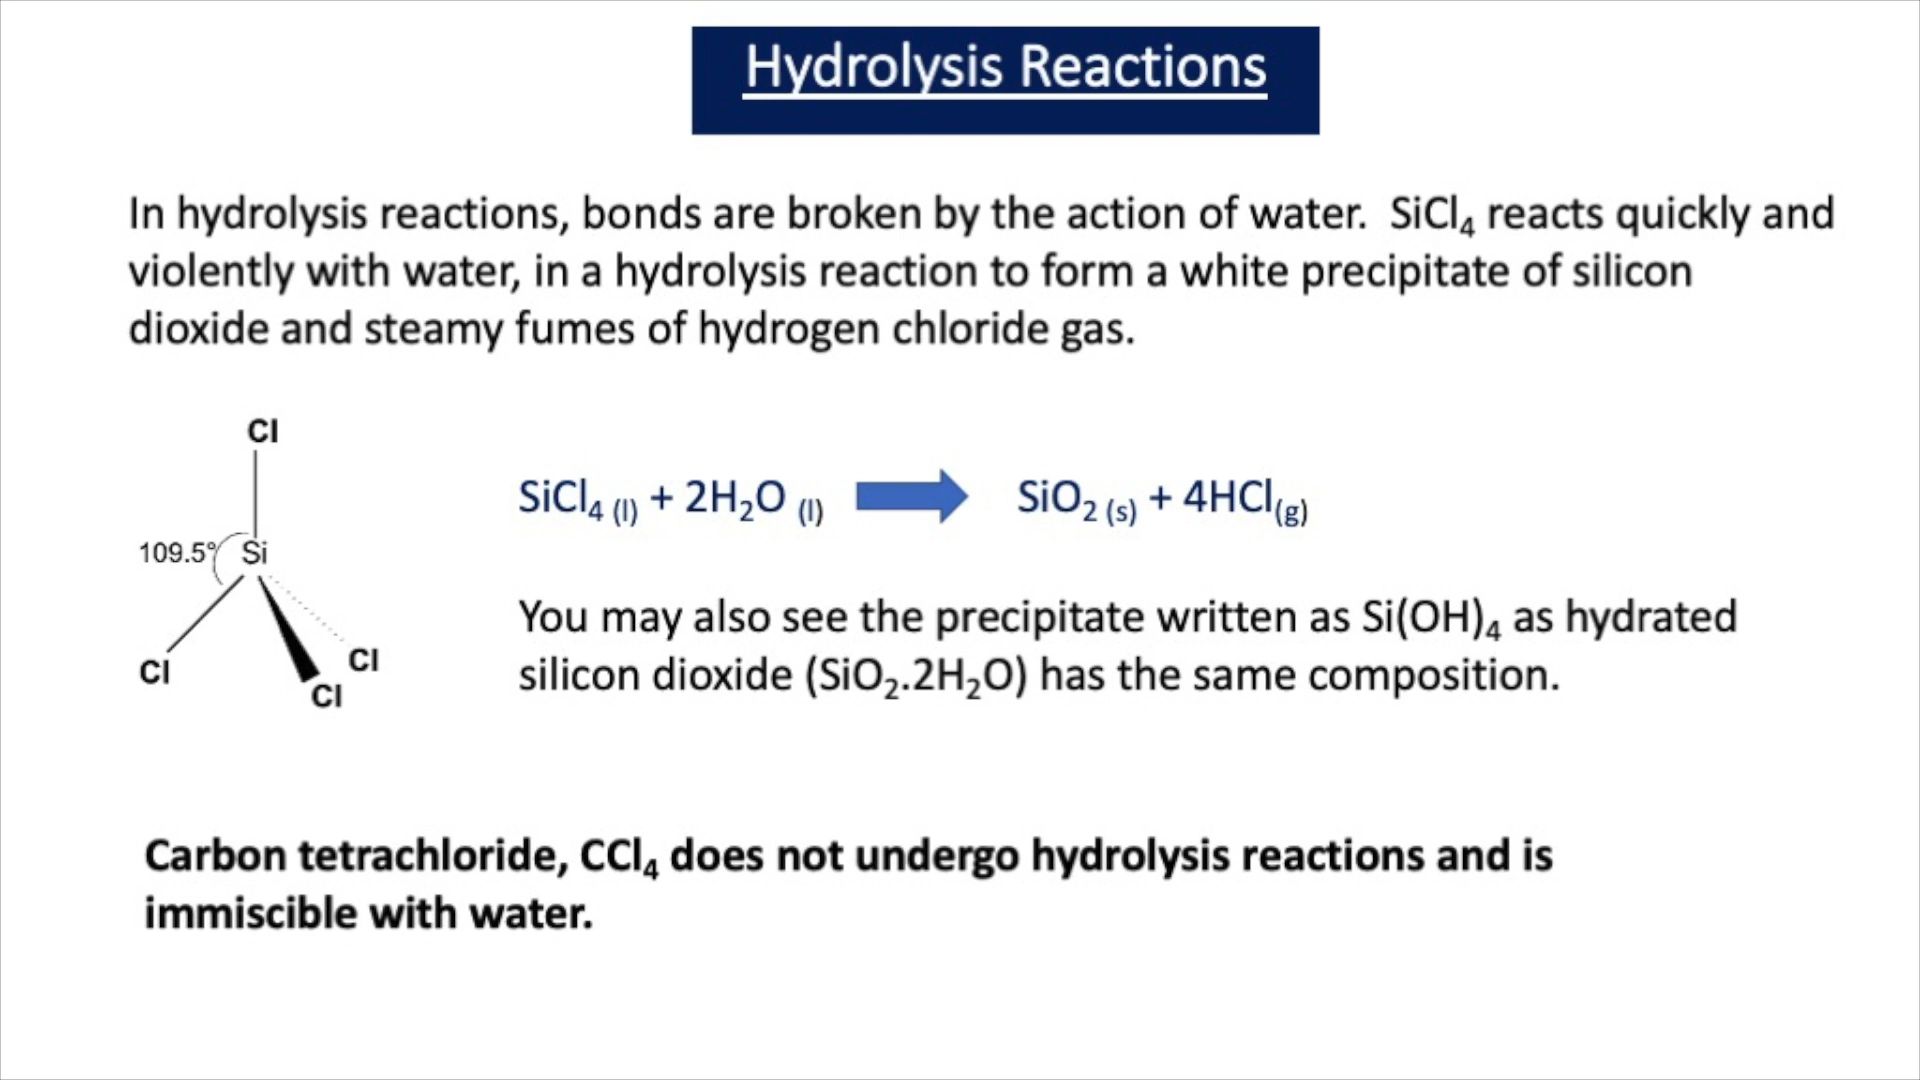 Hydrolysis Reactions
In hydrolysis reactions, bonds are broken by the action of water.  SiCl₄ reacts quickly and
violently with water, in a hydrolysis reaction to form a white precipitate of silicon
dioxide and steamy fumes of hydrogen chloride gas.
Cl
109.5° Si
Cl
Cl
Cl
SiCl₄ (l) + 2H₂O (l) → SiO₂ (s) + 4HCl(g)
You may also see the precipitate written as Si(OH)₄ as hydrated
silicon dioxide (SiO₂.2H₂O) has the same composition.
Carbon tetrachloride, CCl₄ does not undergo hydrolysis reactions and is
immiscible with water.